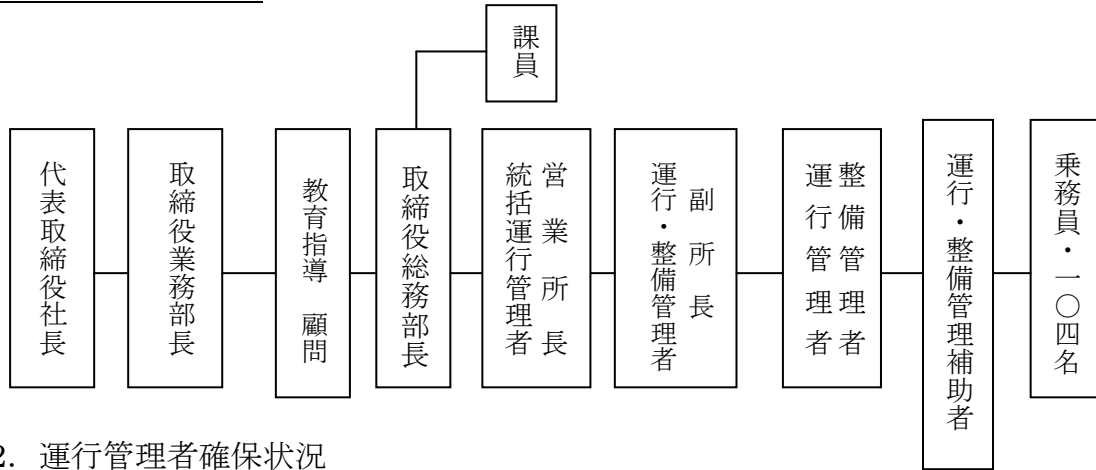 課員
代表取締役社長
取締役業務部長
教育指導 顧問
取締役総務部長
営業所長
統括運行管理者
副所長
運行・整備管理者
整備管理者
運行管理者
運行・整備管理補助者
乗務員・一〇四名
2. 運行管理者確保状況